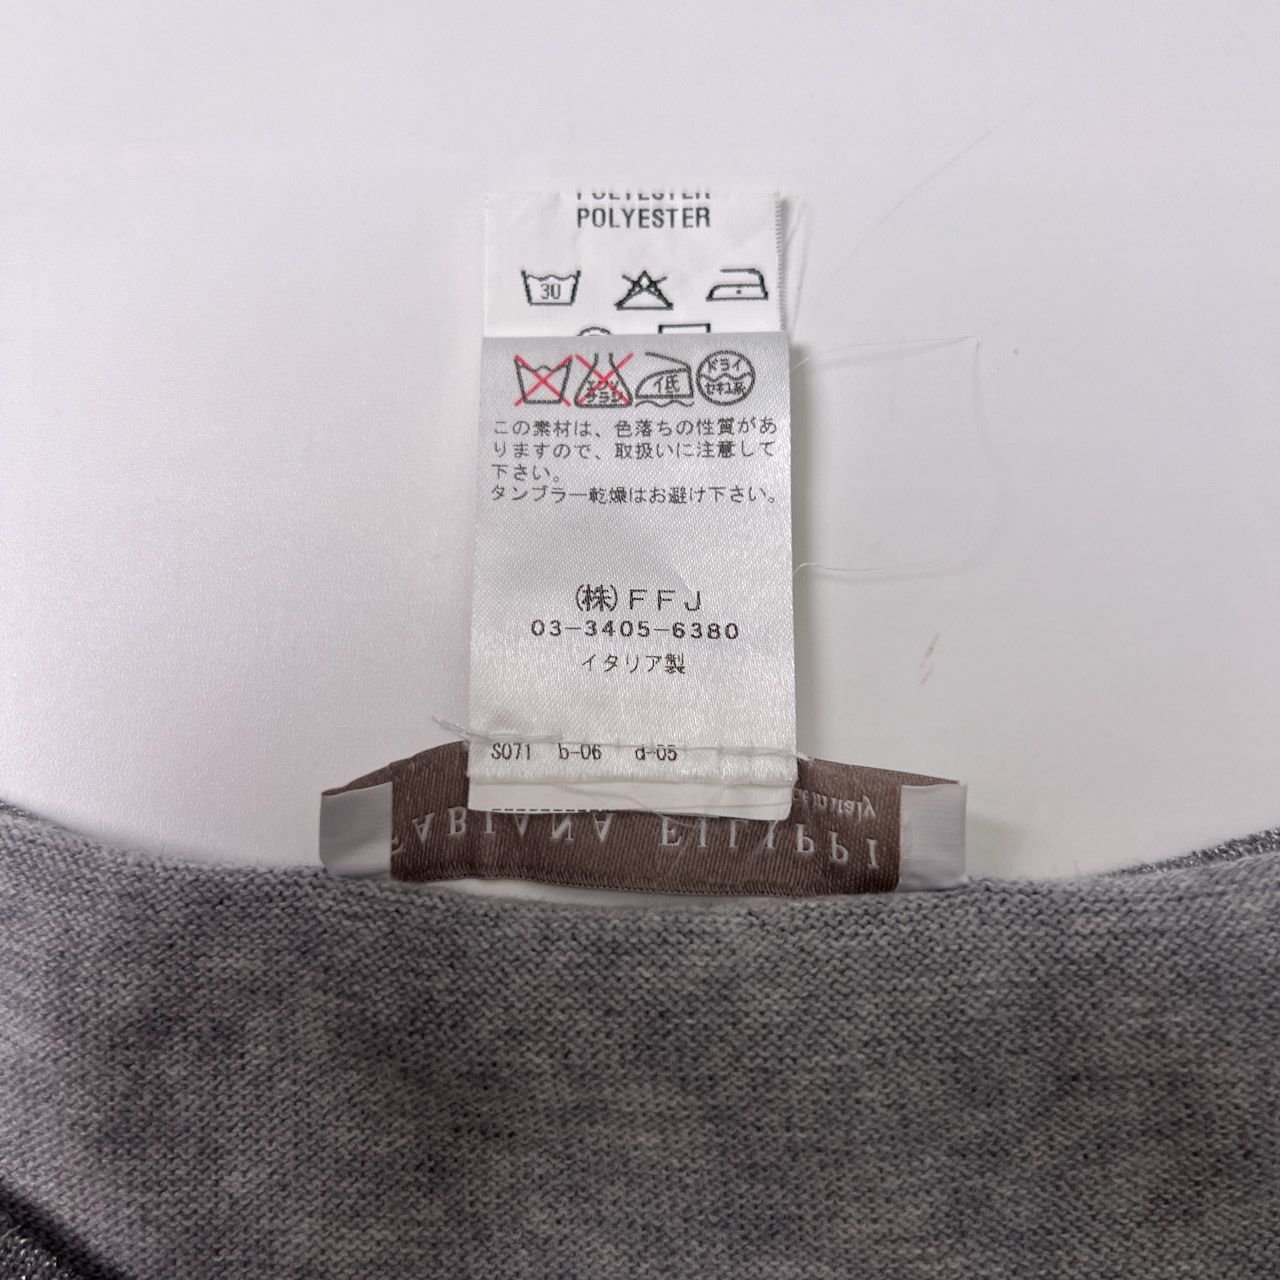 POLYESTER
POLYESTER
30
エンソ
サラシ
低
ドライ
セキユ系
この素材は、色落ちの性質があ
りますので、取扱いに注意して
下さい。
タンブラー乾燥はお避け下さい。
(株)FFJ
03-3405-6380
イタリア製
S071 b-06 d-05
in italy
FABIANA FILIPPI